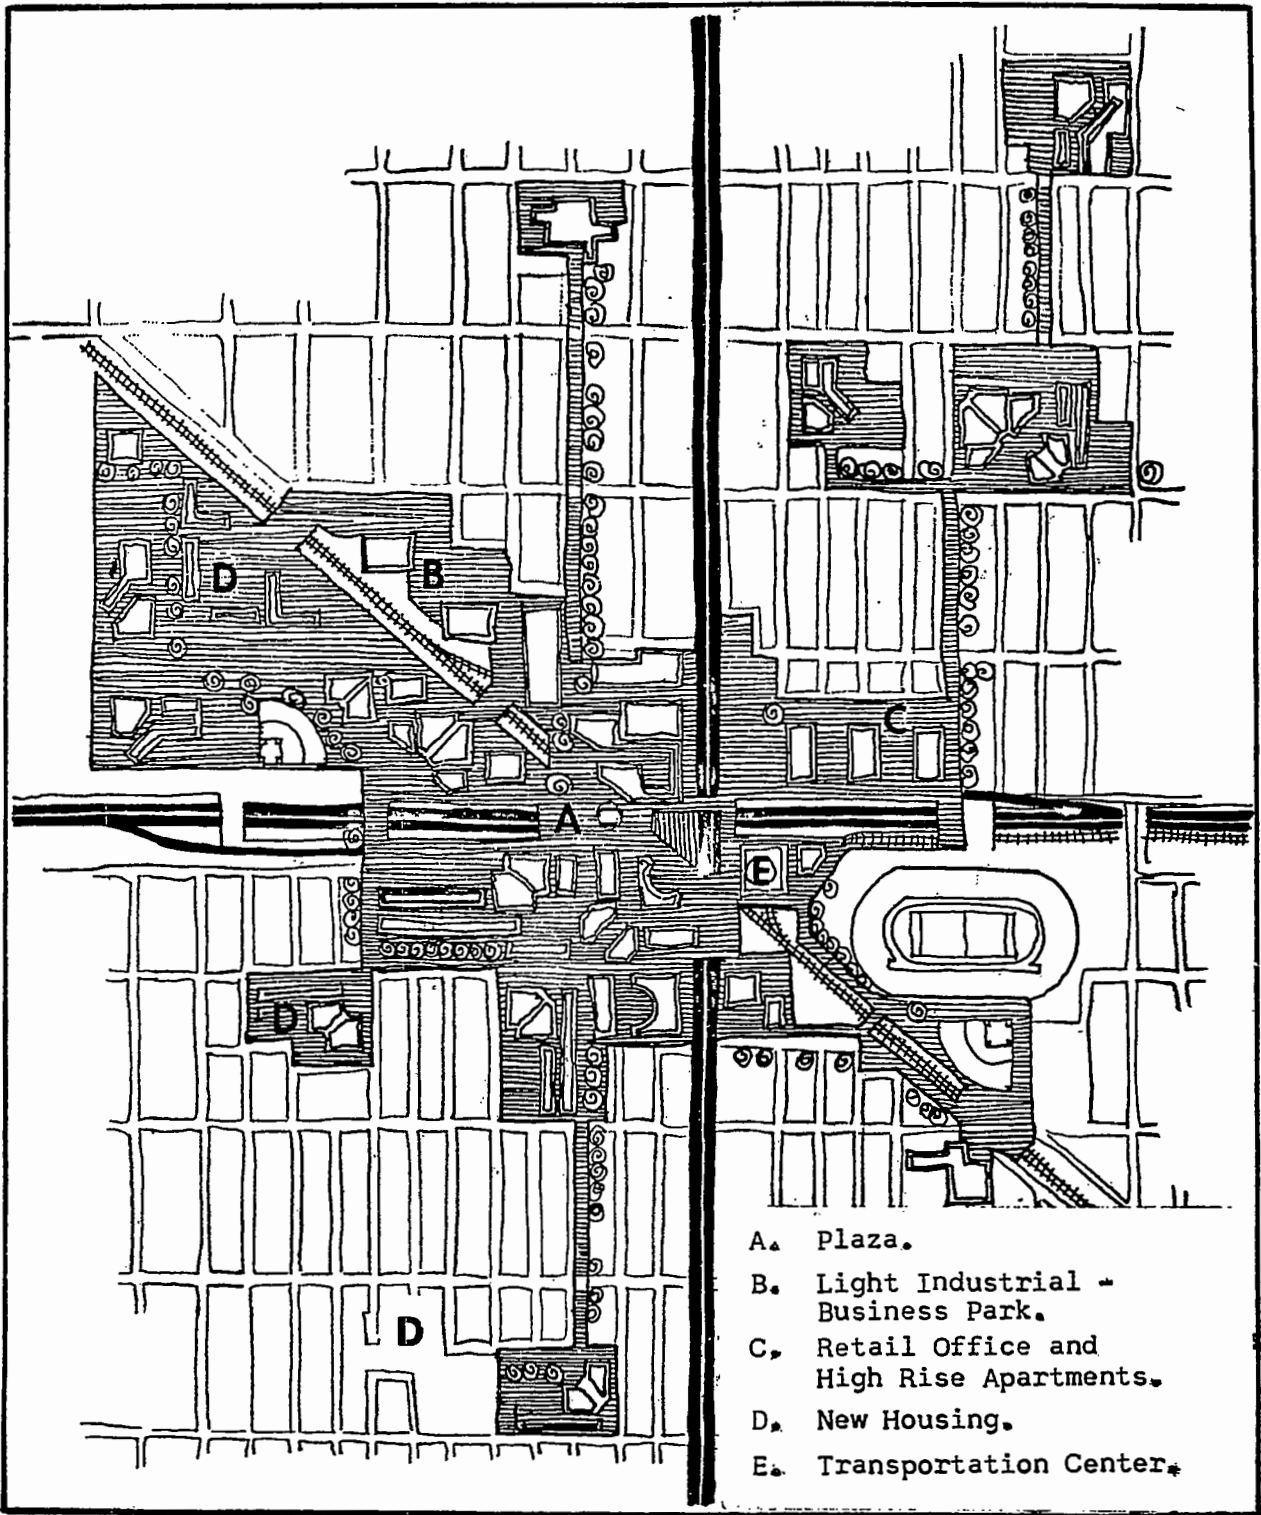 D
B
C
A
E
D
D
A. Plaza.
B. Light Industrial -
Business Park.
C. Retail Office and
High Rise Apartments.
D. New Housing.
E. Transportation Center.